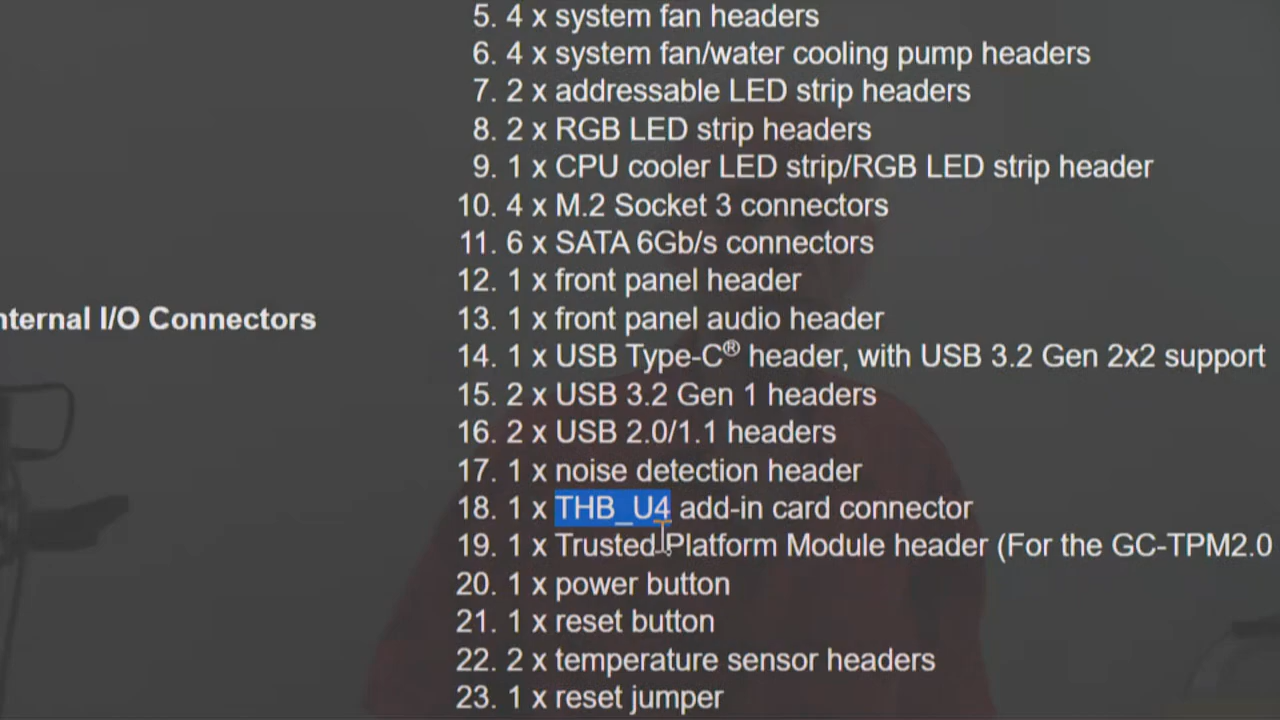 5. 4 x system fan headers
6. 4 x system fan/water cooling pump headers
7. 2 x addressable LED strip headers
8. 2 x RGB LED strip headers
9. 1 x CPU cooler LED strip/RGB LED strip header
10. 4 x M.2 Socket 3 connectors
11. 6 x SATA 6Gb/s connectors
12. 1 x front panel header
nternal I/O Connectors
13. 1 x front panel audio header
14. 1 x USB Type-C® header, with USB 3.2 Gen 2x2 support
15. 2 x USB 3.2 Gen 1 headers
16. 2 x USB 2.0/1.1 headers
17. 1 x noise detection header
18. 1 x THB_U4 add-in card connector
19. 1 x Trusted Platform Module header (For the GC-TPM2.0
20. 1 x power button
21. 1 x reset button
22. 2 x temperature sensor headers
23. 1 x reset jumper